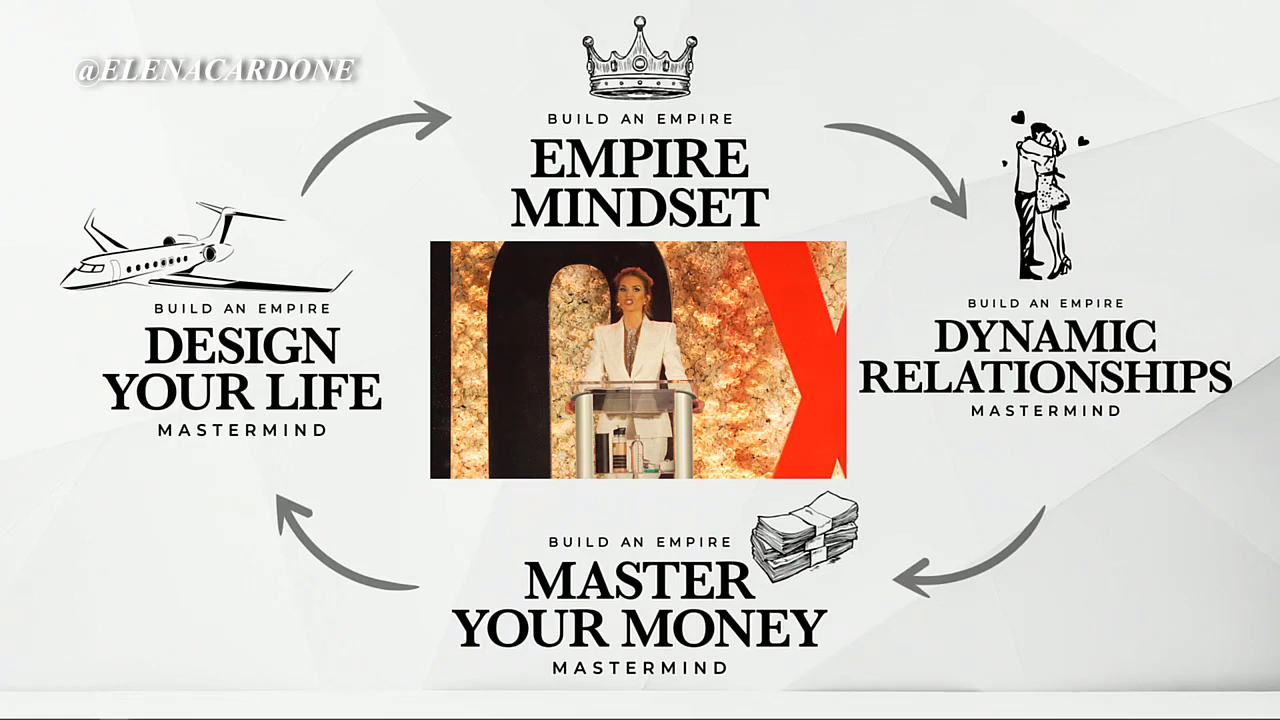 @ELENACARDONE
BUILD AN EMPIRE
EMPIRE
MINDSET
BUILD AN EMPIRE
DYNAMIC
RELATIONSHIPS
MASTERMIND
BUILD AN EMPIRE
MASTER
YOUR MONEY
MASTERMIND
BUILD AN EMPIRE
DESIGN
YOUR LIFE
MASTERMIND